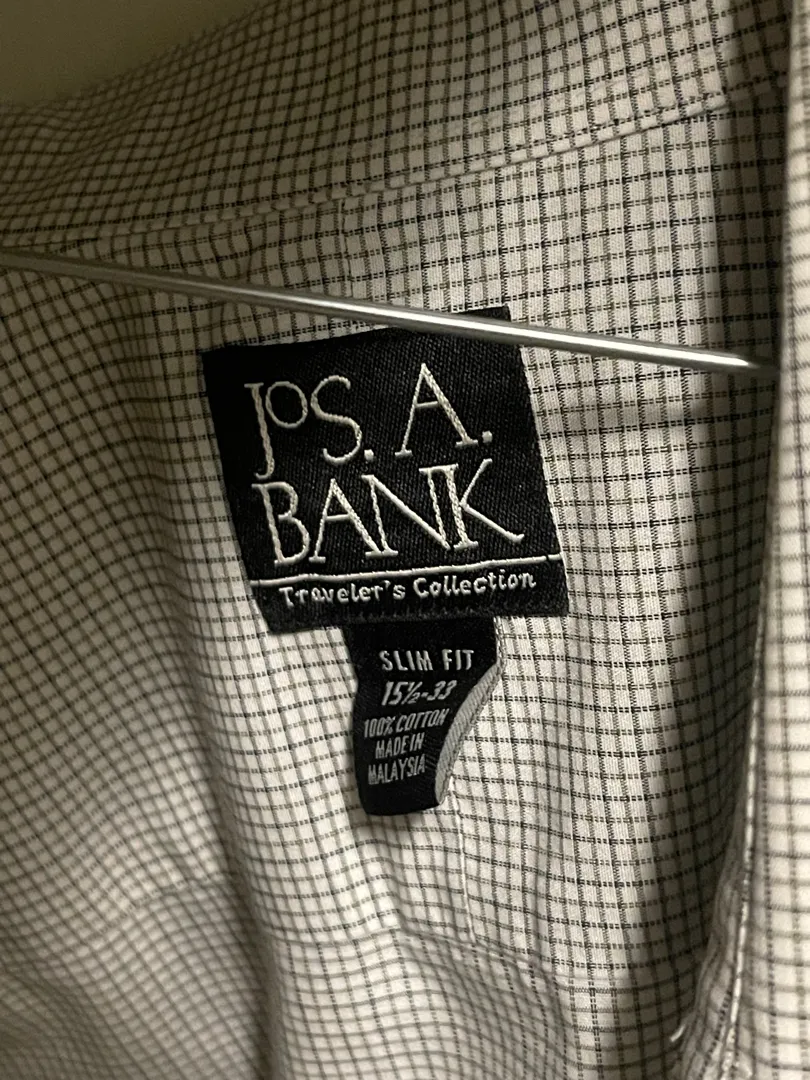 JoS. A.
BANK
Traveler's Collection
SLIM FIT
15½-33
100% COTTON
MADE IN
MALAYSIA